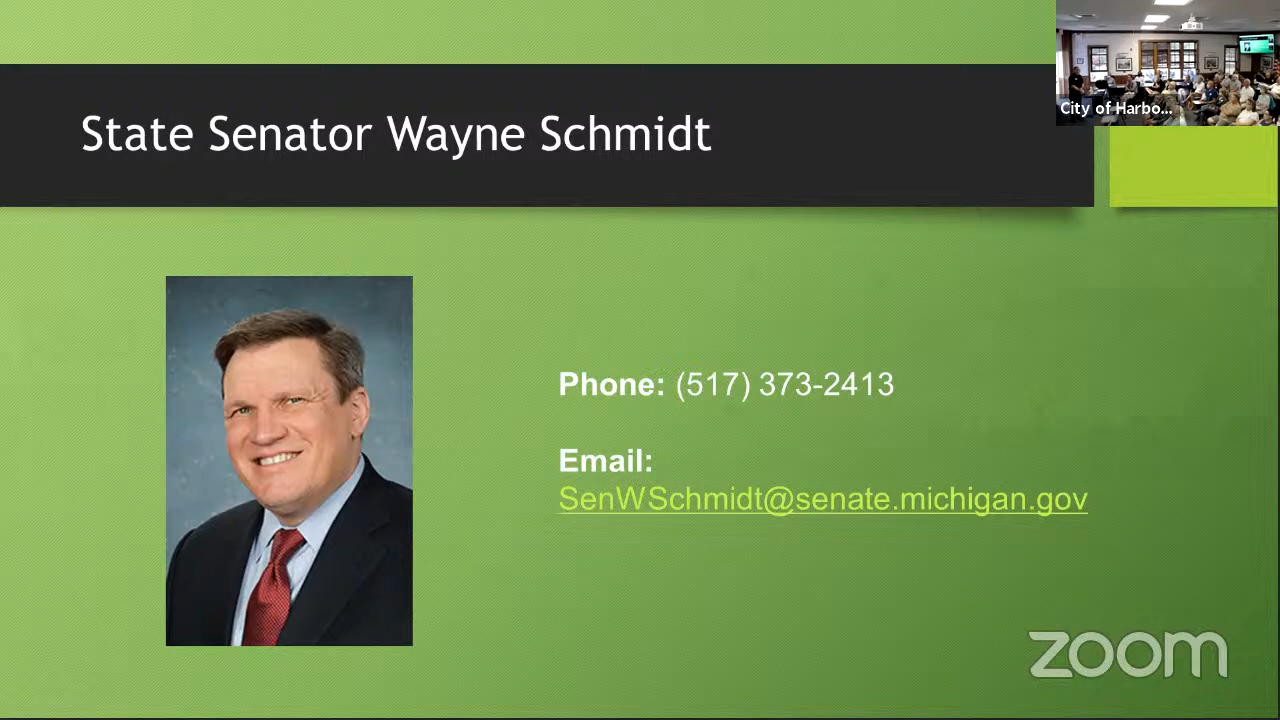 State Senator Wayne Schmidt
City of Harbo...
Phone: (517) 373-2413
Email:
SenWSchmidt@senate.michigan.gov
zoom